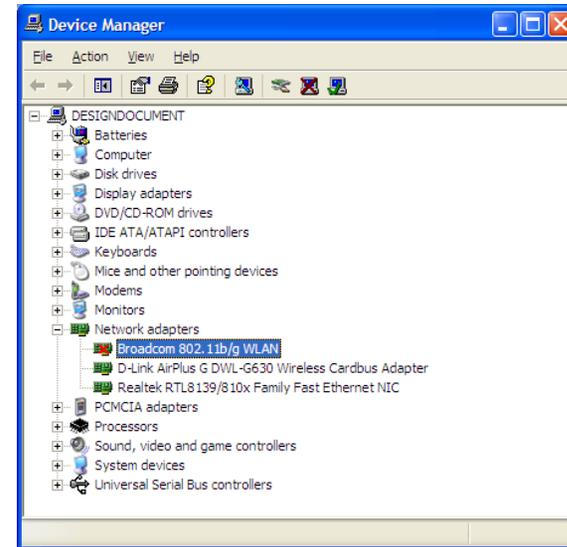 Device Manager
File Action View Help
DESIGNDOCUMENT
Batteries
Computer
Disk drives
Display adapters
DVD/CD-ROM drives
IDE ATA/ATAPI controllers
Keyboards
Mice and other pointing devices
Modems
Monitors
Network adapters
Broadcom 802.11b/g WLAN
D-Link AirPlus G DWL-G630 Wireless Cardbus Adapter
Realtek RTL8139/810x Family Fast Ethernet NIC
PCMCIA adapters
Processors
Sound, video and game controllers
System devices
Universal Serial Bus controllers